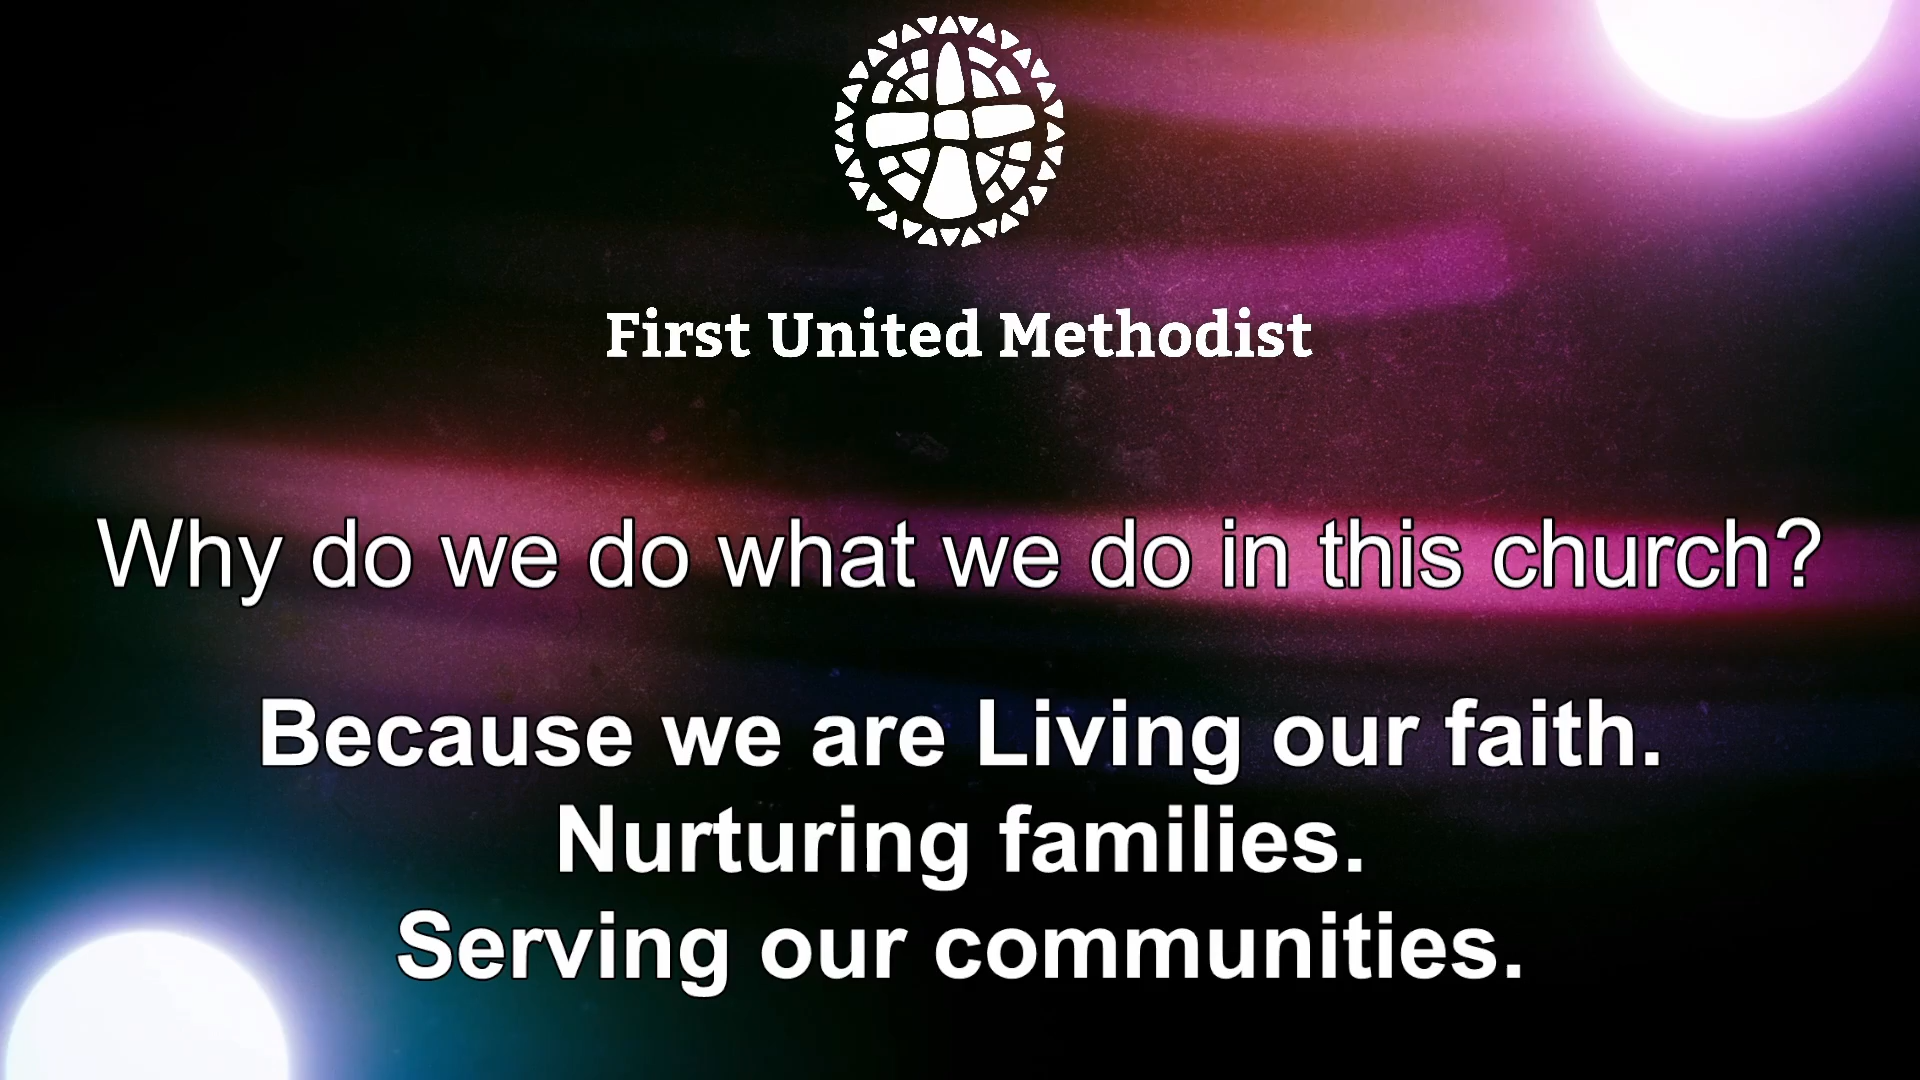 First United Methodist
Why do we do what we do in this church?
Because we are Living our faith.
Nurturing families.
Serving our communities.